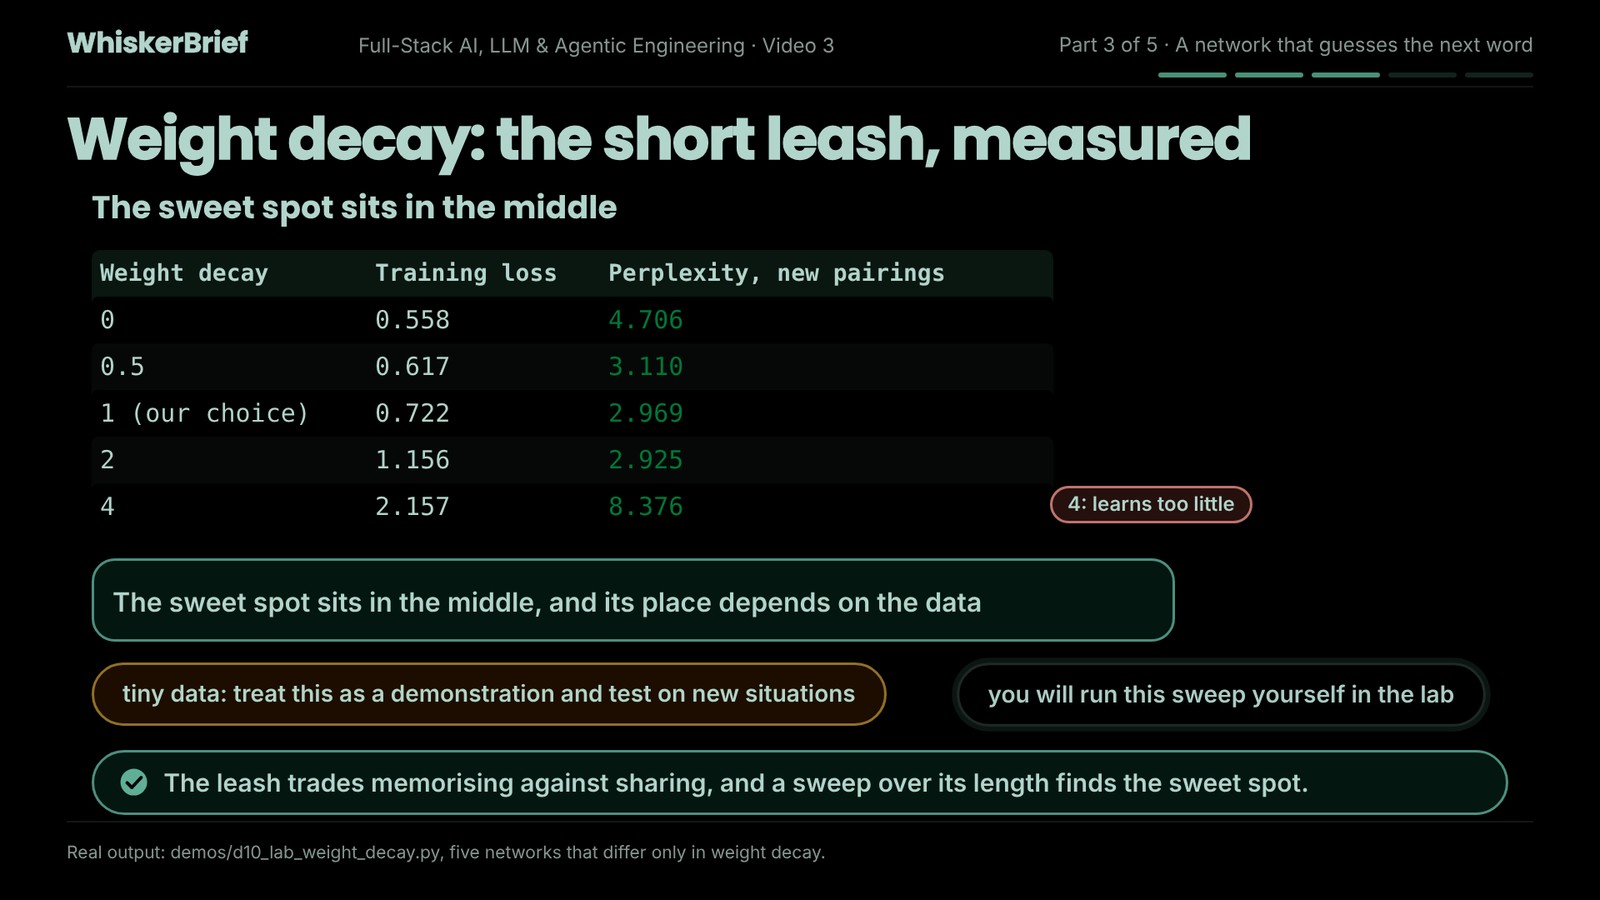 WhiskerBrief
Full-Stack AI, LLM & Agentic Engineering · Video 3
Part 3 of 5 · A network that guesses the next word
Weight decay: the short leash, measured
The sweet spot sits in the middle
Weight decay Training loss Perplexity, new pairings
0 0.558 4.706
0.5 0.617 3.110
1 (our choice) 0.722 2.969
2 1.156 2.925
4 2.157 8.376
4: learns too little
The sweet spot sits in the middle, and its place depends on the data
tiny data: treat this as a demonstration and test on new situations
you will run this sweep yourself in the lab
The leash trades memorising against sharing, and a sweep over its length finds the sweet spot.
Real output: demos/d10_lab_weight_decay.py, five networks that differ only in weight decay.